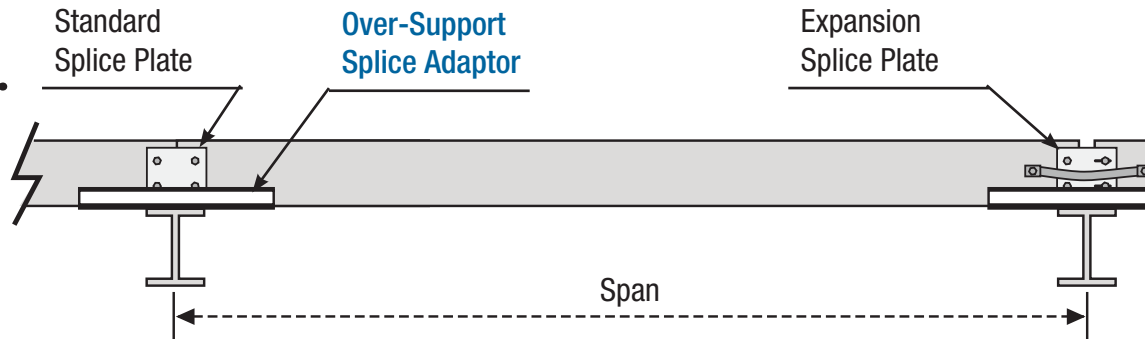 Standard
Splice Plate
Over-Support
Splice Adaptor
Expansion
Splice Plate
Span